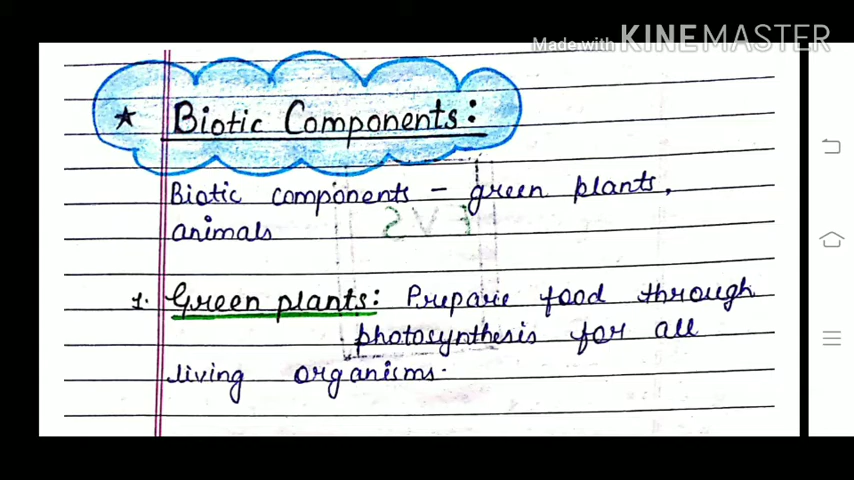 Made with KINEMASTER
★ Biotic Components:
Biotic components - green plants,
animals
EVS
1. Green plants: Prepare food through
photosynthesis for all
living organisms.